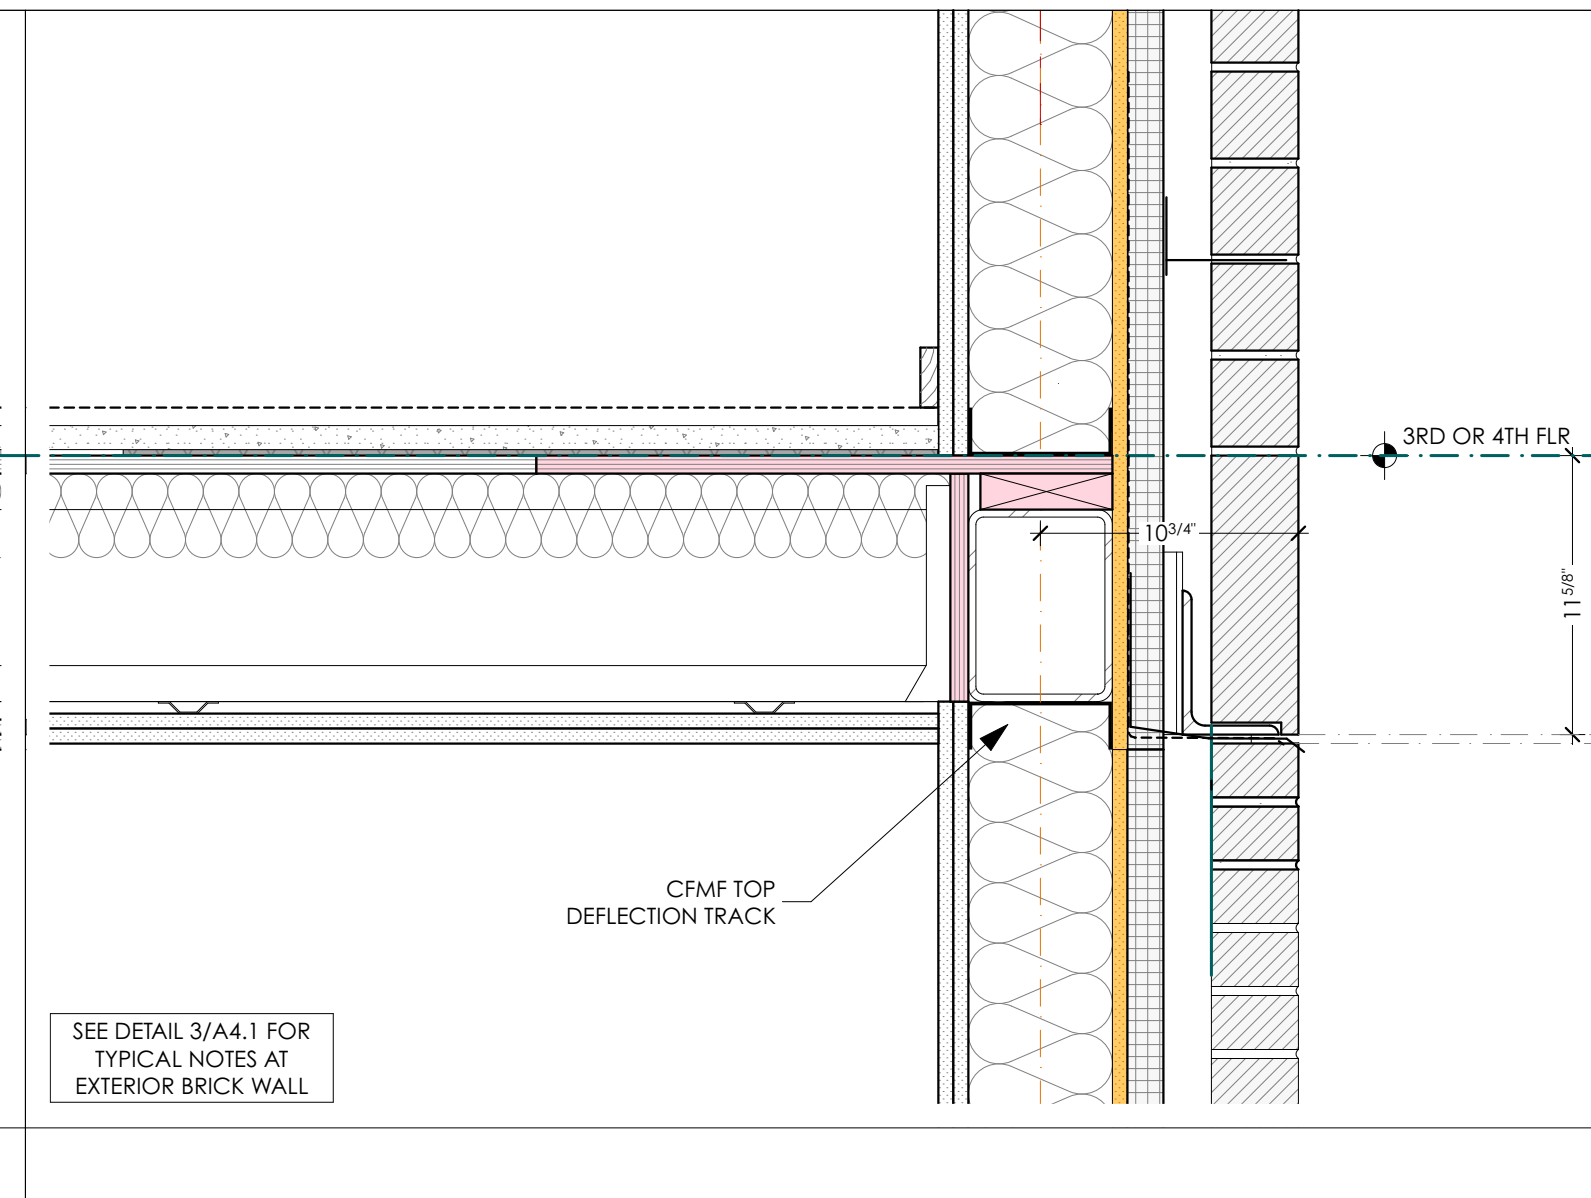 3RD OR 4TH FLR
10 3/4"
11 5/8"
CFMF TOP
DEFLECTION TRACK
SEE DETAIL 3/A4.1 FOR
TYPICAL NOTES AT
EXTERIOR BRICK WALL